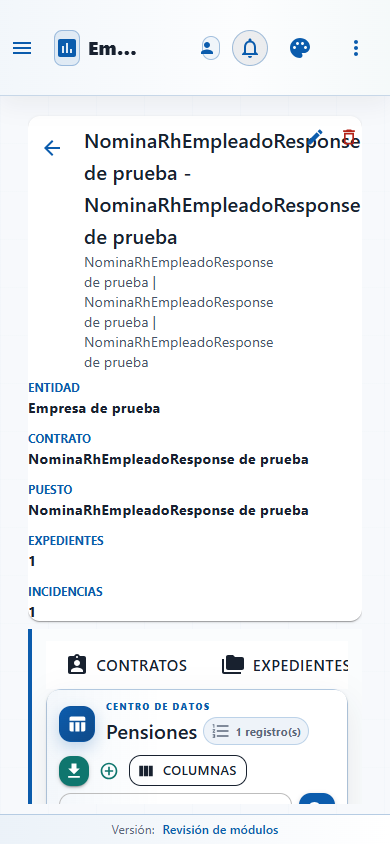 Em...
NominaRhEmpleadoResponse
de prueba -
NominaRhEmpleadoResponse
de prueba
NominaRhEmpleadoResponse
de prueba |
NominaRhEmpleadoResponse
de prueba |
NominaRhEmpleadoResponse
de prueba
ENTIDAD
Empresa de prueba
CONTRATO
NominaRhEmpleadoResponse de prueba
PUESTO
NominaRhEmpleadoResponse de prueba
EXPEDIENTES
1
INCIDENCIAS
1
CONTRATOS EXPEDIENTES
CENTRO DE DATOS
Pensiones 1 registro(s)
COLUMNAS
Versión: Revisión de módulos